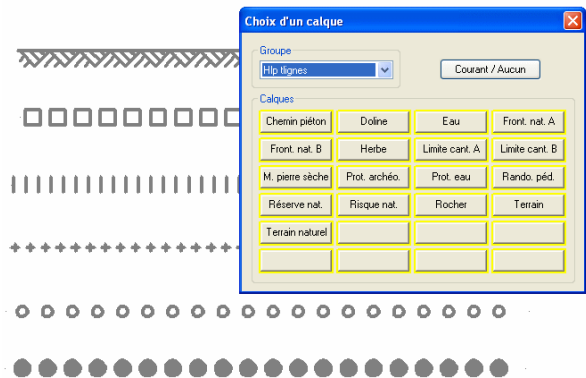 Choix d'un calque
Groupe
Hlp tlignes
Courant / Aucun
Calques
Chemin piéton Doline Eau Front. nat. A
Front. nat. B Herbe Limite cant. A Limite cant. B
M. pierre sèche Prot. archéo. Prot. eau Rando. péd.
Réserve nat. Risque nat. Rocher Terrain
Terrain naturel